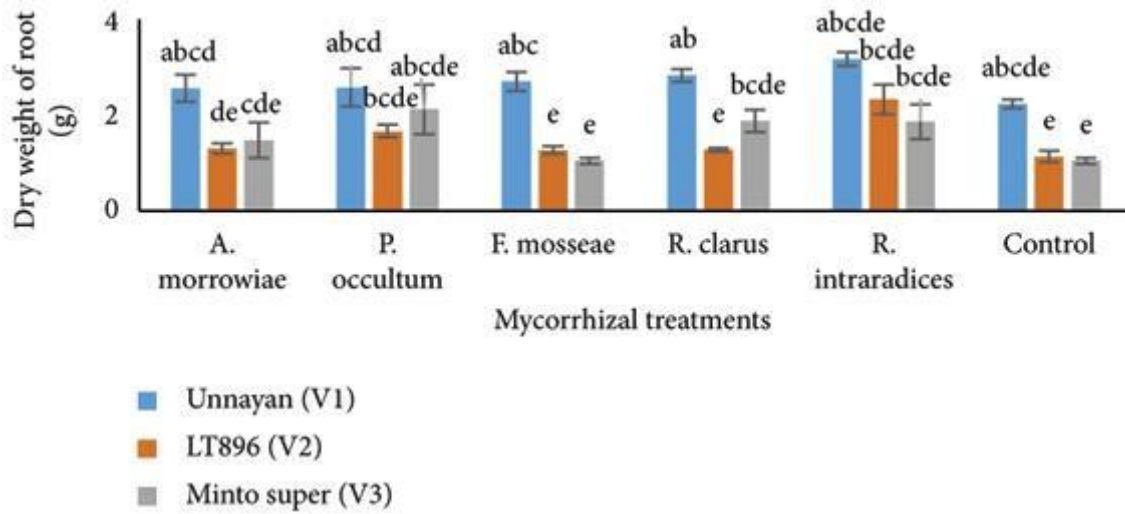 Dry weight of root
(g)
4
2
0
abcd
de
cde
abcd
bcde
abcde
abc
e
e
ab
e
bcde
abcde
bcde
bcde
abcde
e
e
A.
morrowiae
P.
occultum
F. mosseae
R. clarus
R.
intraradices
Control
Mycorrhizal treatments
Unnayan (V1)
LT896 (V2)
Minto super (V3)